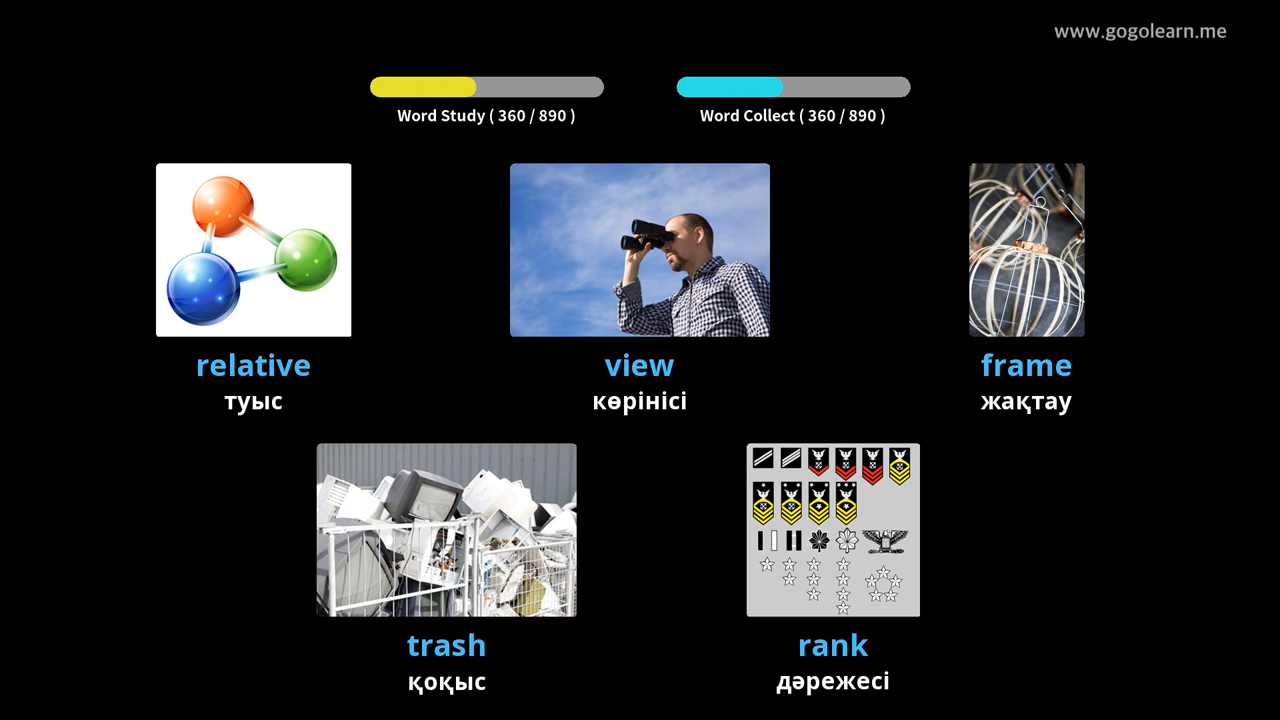 www.gogolearn.me
Word Study ( 360 / 890 )
Word Collect ( 360 / 890 )
relative
туыс
view
көрінісі
frame
жақтау
trash
қоқыс
rank
дәрежесі